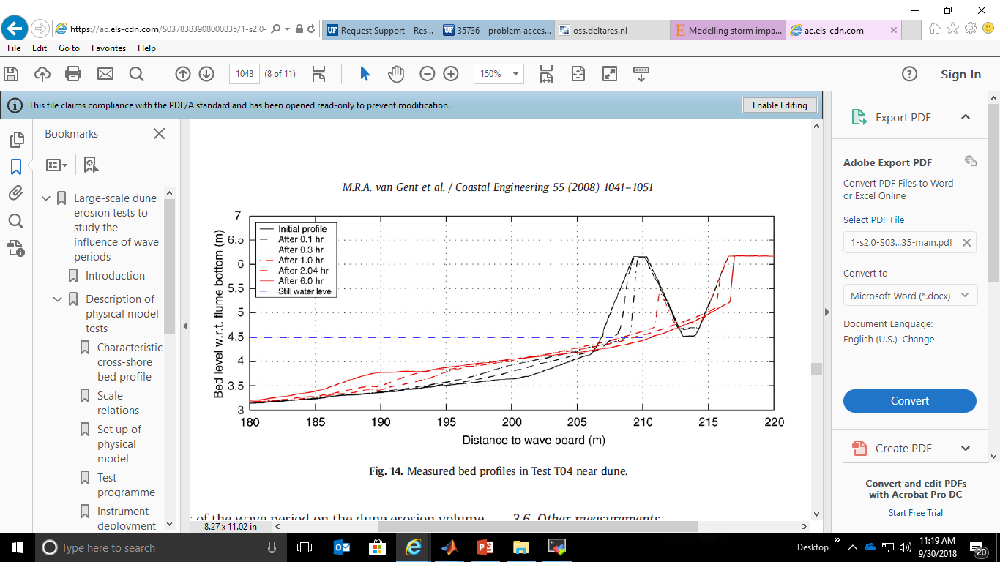 https://ac.els-cdn.com/S0378383908000835/1-s2.0-
Request Support – Res...
35736 – problem acces...
oss.deltares.nl
Modelling storm impa...
ac.els-cdn.com
File Edit Go to Favorites Help
1048 (8 of 11) 150% Sign In
This file claims compliance with the PDF/A standard and has been opened read-only to prevent modification.
Enable Editing
Bookmarks
Large-scale dune
erosion tests to
study the
influence of wave
periods
Introduction
Description of
physical model
tests
Characteristic
cross-shore
bed profile
Scale
relations
Set up of
physical
model
Test
programme
Instrument
deployment
M.R.A. van Gent et al. / Coastal Engineering 55 (2008) 1041–1051
Initial profile
After 0.1 hr
After 0.3 hr
After 1.0 hr
After 2.04 hr
After 6.0 hr
Still water level
Bed level w.r.t. flume bottom (m)
7
6.5
6
5.5
5
4.5
4
3.5
3
180 185 190 195 200 205 210 215 220
Distance to wave board (m)
Fig. 14. Measured bed profiles in Test T04 near dune.
s of the wave period on the dune erosion volume
3.6. Other measurements
8.27 x 11.02 in
Export PDF
Adobe Export PDF
Convert PDF Files to Word
or Excel Online
Select PDF File
1-s2.0-S03...35-main.pdf
Convert to
Microsoft Word (*.docx)
Document Language:
English (U.S.) Change
Convert
Create PDF
Convert and edit PDFs
with Acrobat Pro DC
Start Free Trial
Type here to search
Desktop
11:19 AM
9/30/2018
20